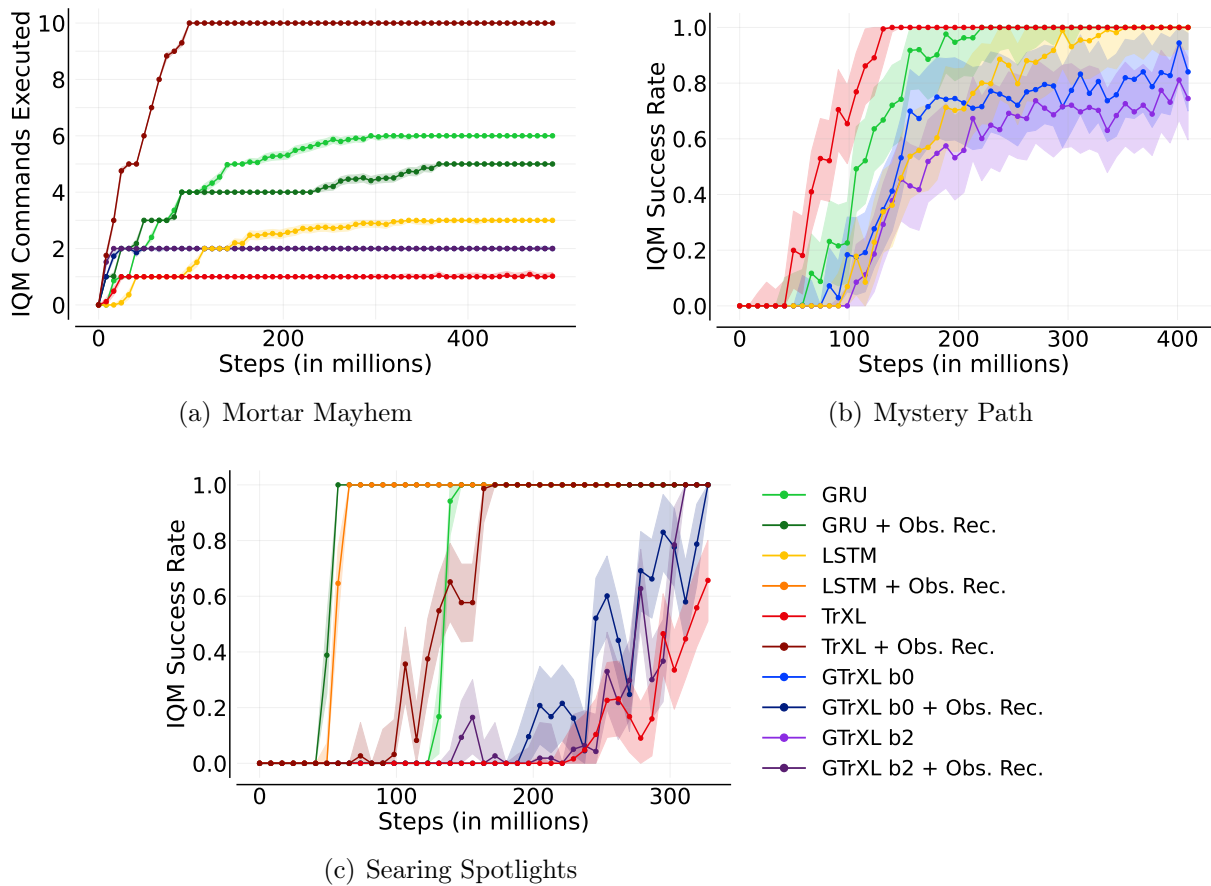 IQM Commands Executed
10
8
6
4
2
0
0 200 400
Steps (in millions)
(a) Mortar Mayhem
IQM Success Rate
1.0
0.8
0.6
0.4
0.2
0.0
0 100 200 300 400
Steps (in millions)
(b) Mystery Path
IQM Success Rate
1.0
0.8
0.6
0.4
0.2
0.0
0 100 200 300
Steps (in millions)
(c) Searing Spotlights
GRU
GRU + Obs. Rec.
LSTM
LSTM + Obs. Rec.
TrXL
TrXL + Obs. Rec.
GTrXL b0
GTrXL b0 + Obs. Rec.
GTrXL b2
GTrXL b2 + Obs. Rec.